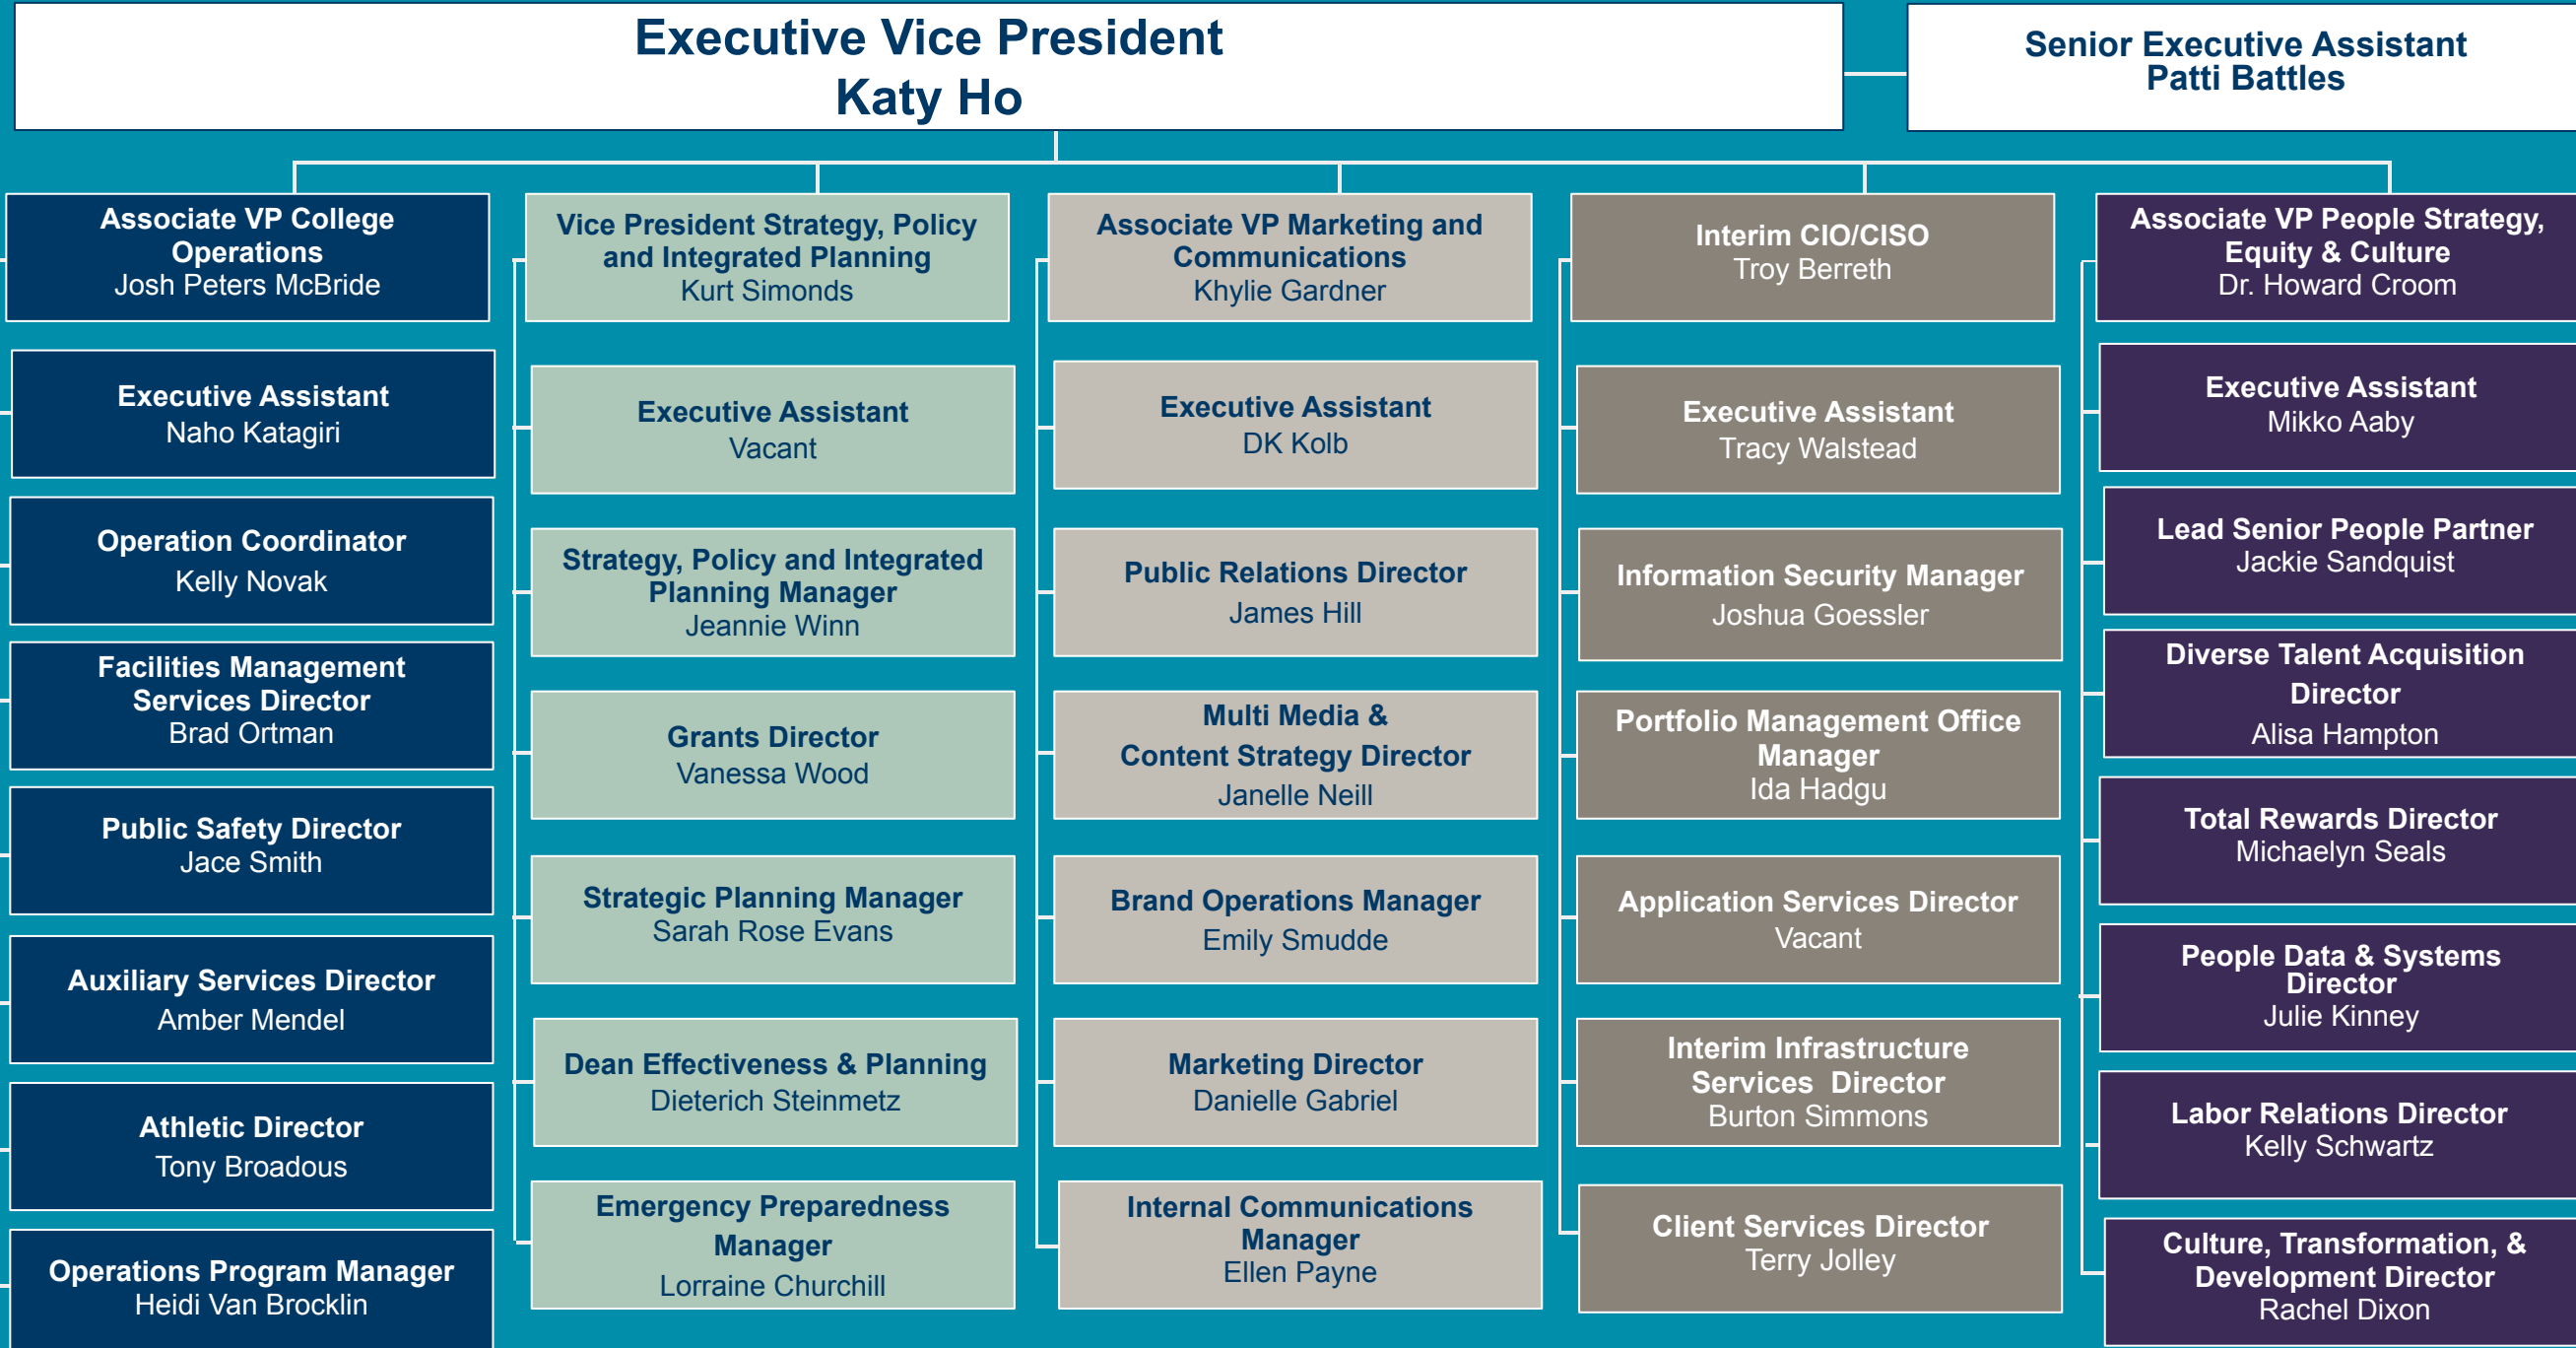 Executive Vice President
Katy Ho
Senior Executive Assistant
Patti Battles
Associate VP College
Operations
Josh Peters McBride
Executive Assistant
Naho Katagiri
Operation Coordinator
Kelly Novak
Facilities Management
Services Director
Brad Ortman
Public Safety Director
Jace Smith
Auxiliary Services Director
Amber Mendel
Athletic Director
Tony Broadous
Operations Program Manager
Heidi Van Brocklin
Vice President Strategy, Policy
and Integrated Planning
Kurt Simonds
Executive Assistant
Vacant
Strategy, Policy and Integrated
Planning Manager
Jeannie Winn
Grants Director
Vanessa Wood
Strategic Planning Manager
Sarah Rose Evans
Dean Effectiveness & Planning
Dieterich Steinmetz
Emergency Preparedness
Manager
Lorraine Churchill
Associate VP Marketing and
Communications
Khylie Gardner
Executive Assistant
DK Kolb
Public Relations Director
James Hill
Multi Media &
Content Strategy Director
Janelle Neill
Brand Operations Manager
Emily Smudde
Marketing Director
Danielle Gabriel
Internal Communications
Manager
Ellen Payne
Interim CIO/CISO
Troy Berreth
Executive Assistant
Tracy Walstead
Information Security Manager
Joshua Goessler
Portfolio Management Office
Manager
Ida Hadgu
Application Services Director
Vacant
Interim Infrastructure
Services Director
Burton Simmons
Client Services Director
Terry Jolley
Associate VP People Strategy,
Equity & Culture
Dr. Howard Croom
Executive Assistant
Mikko Aaby
Lead Senior People Partner
Jackie Sandquist
Diverse Talent Acquisition
Director
Alisa Hampton
Total Rewards Director
Michaelyn Seals
People Data & Systems
Director
Julie Kinney
Labor Relations Director
Kelly Schwartz
Culture, Transformation, &
Development Director
Rachel Dixon